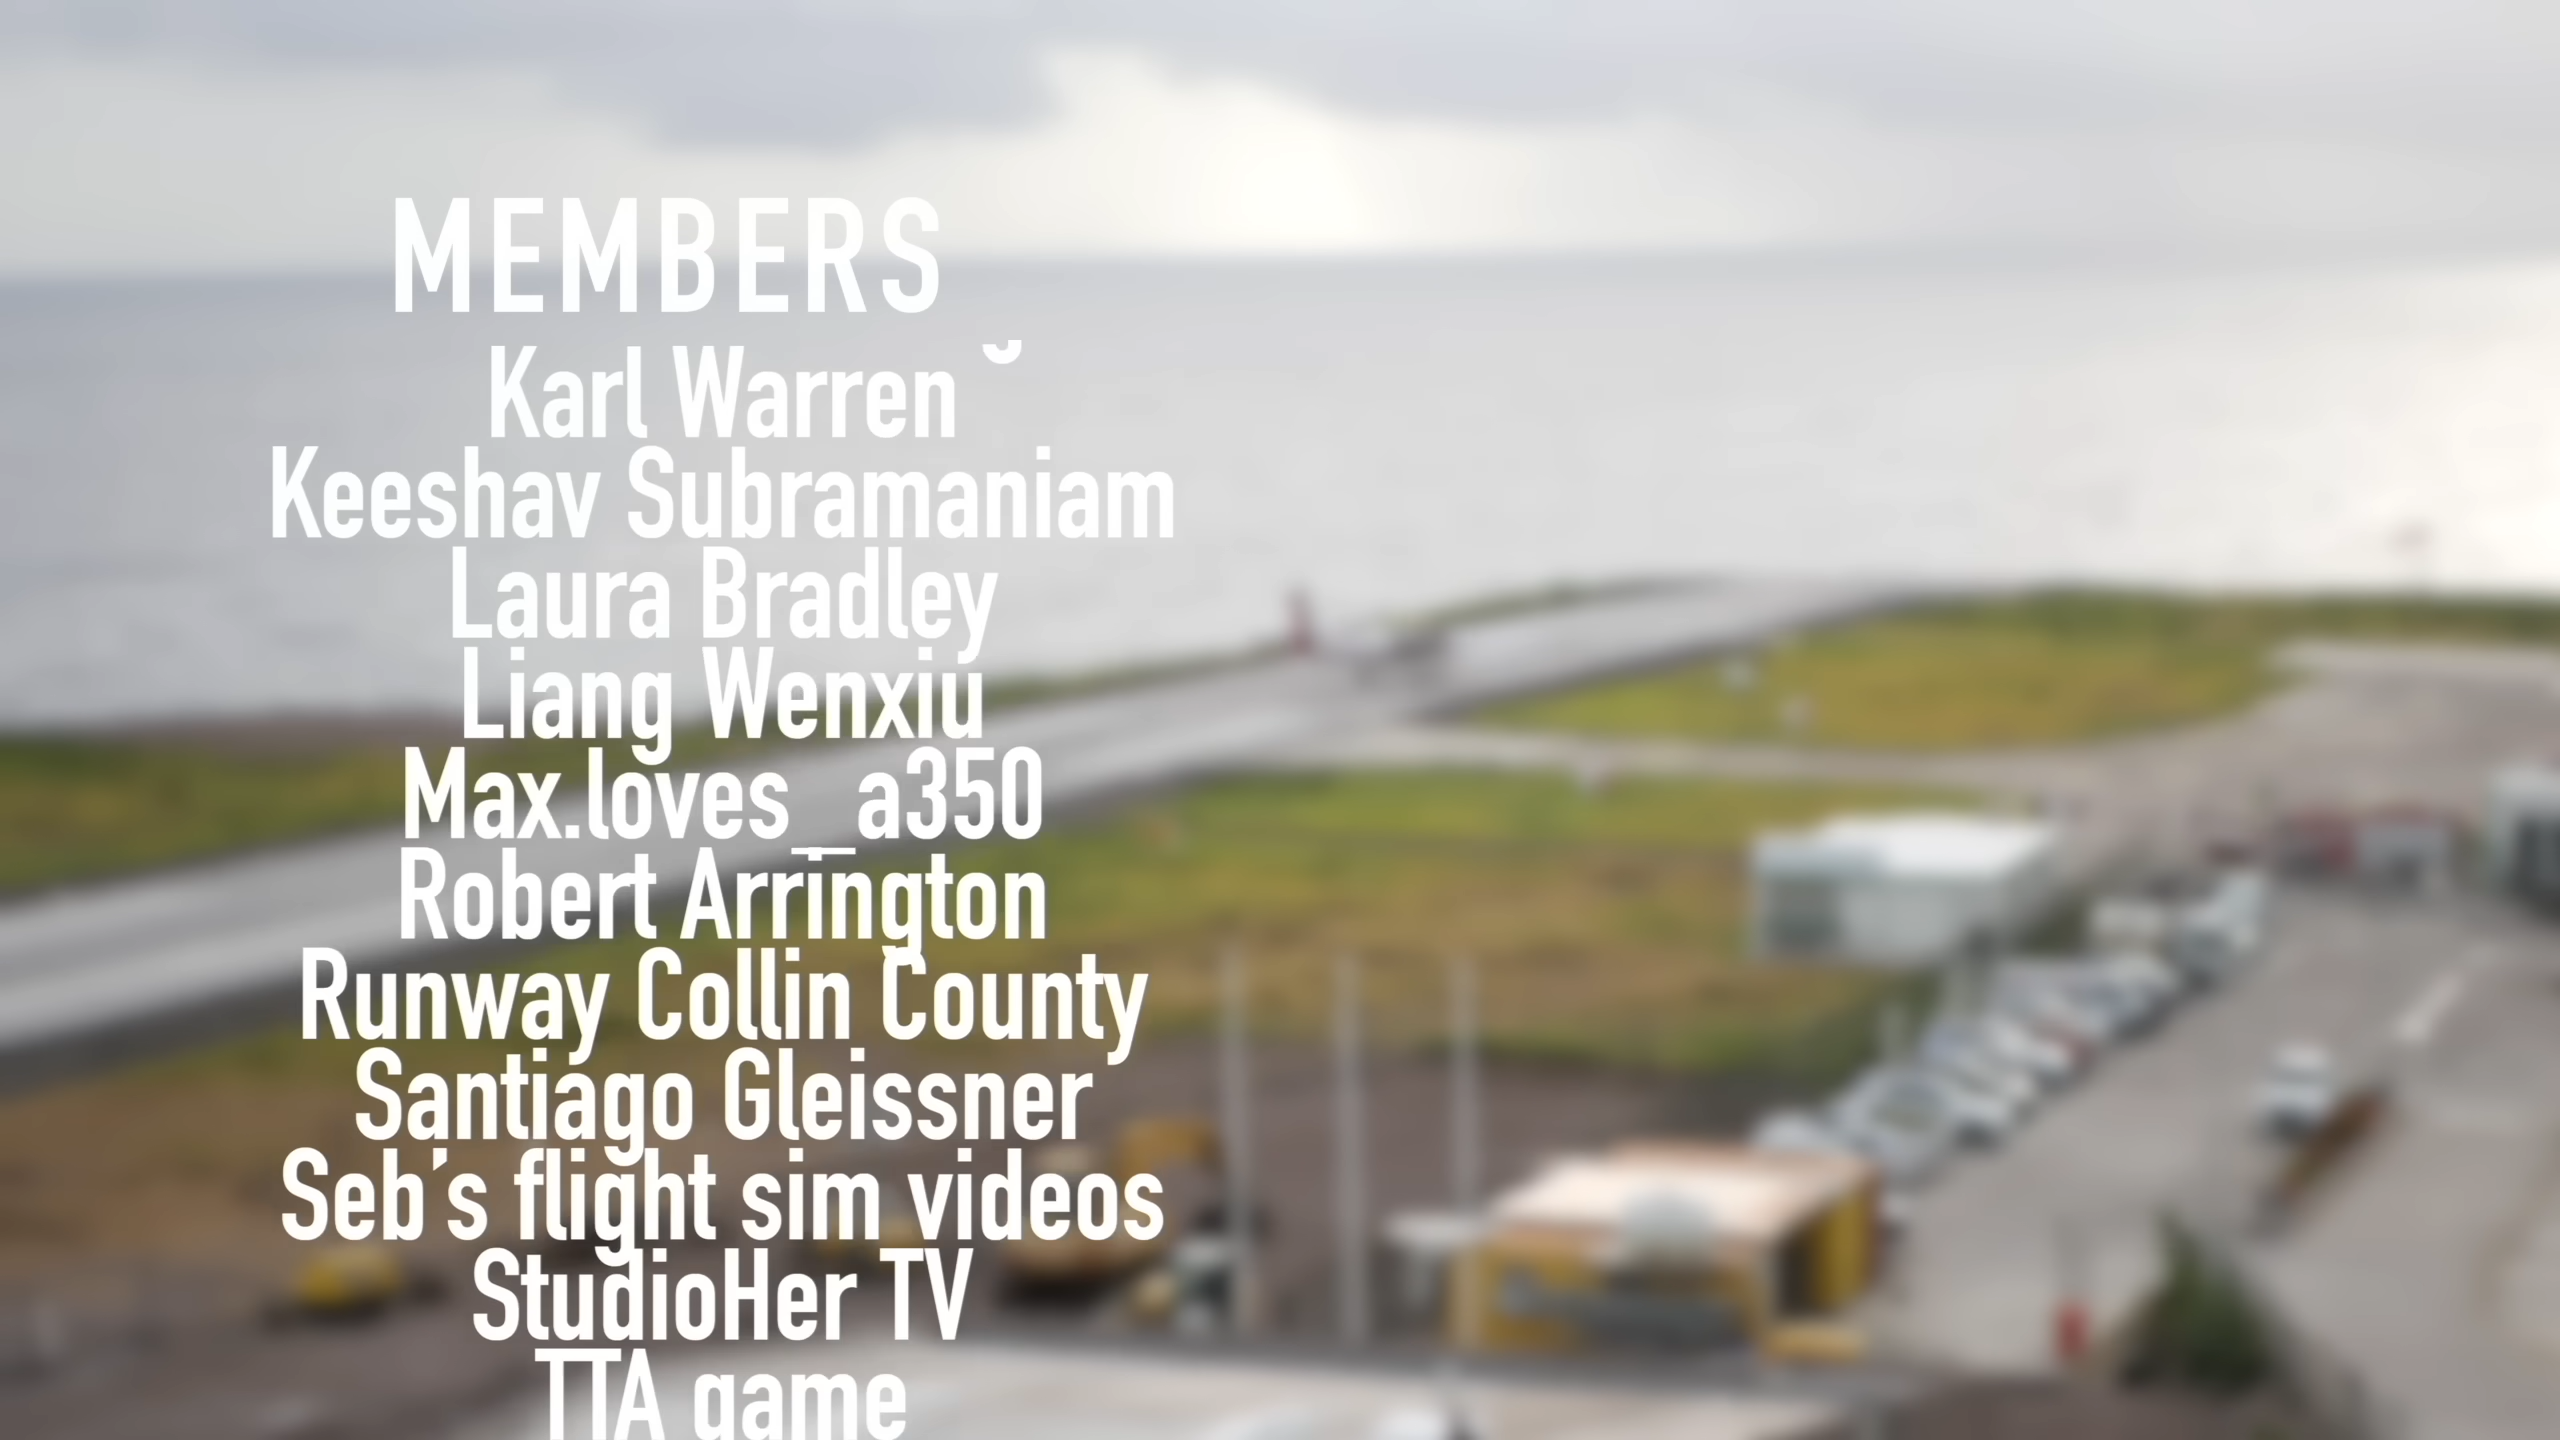 MEMBERS
Karl Warren
Keeshav Subramaniam
Laura Bradley
Liang Wenxiu
Max.loves_a350
Robert Arrington
Runway Collin County
Santiago Gleissner
Seb's flight sim videos
StudioHer TV
TTA game